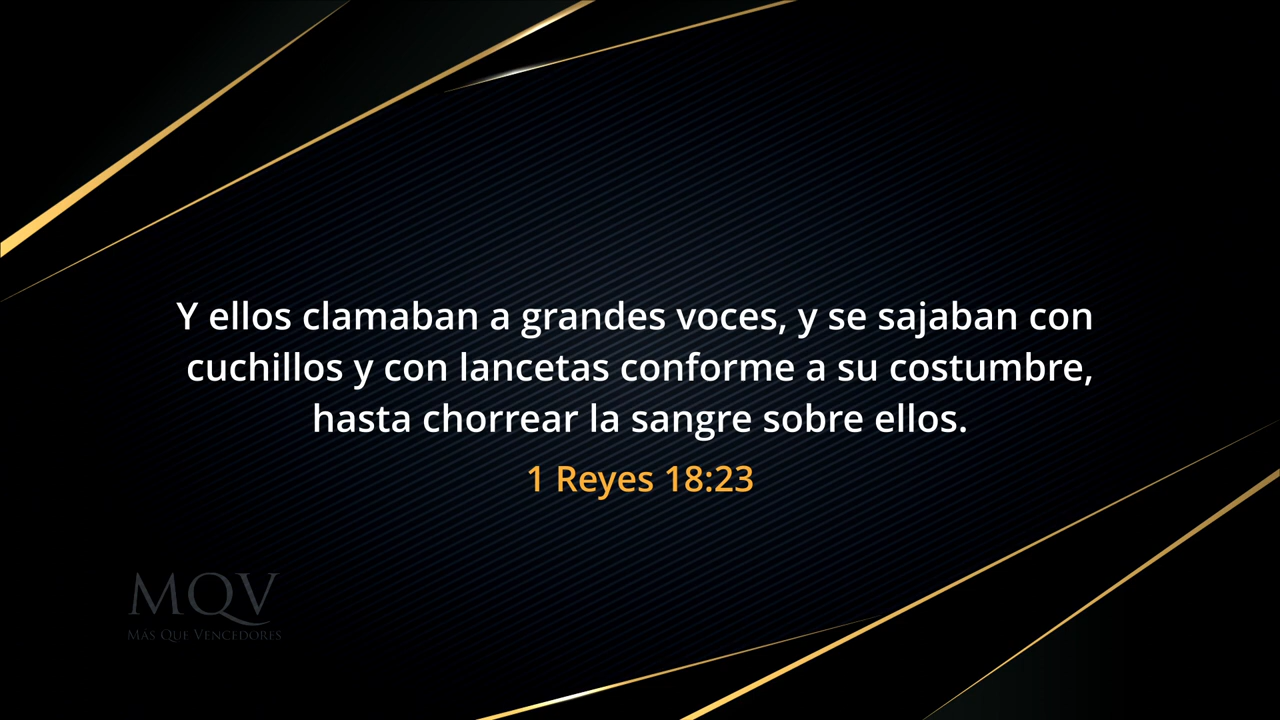 Y ellos clamaban a grandes voces, y se sajaban con
cuchillos y con lancetas conforme a su costumbre,
hasta chorrear la sangre sobre ellos.
1 Reyes 18:23
MQV
MÁS QUE VENCEDORES